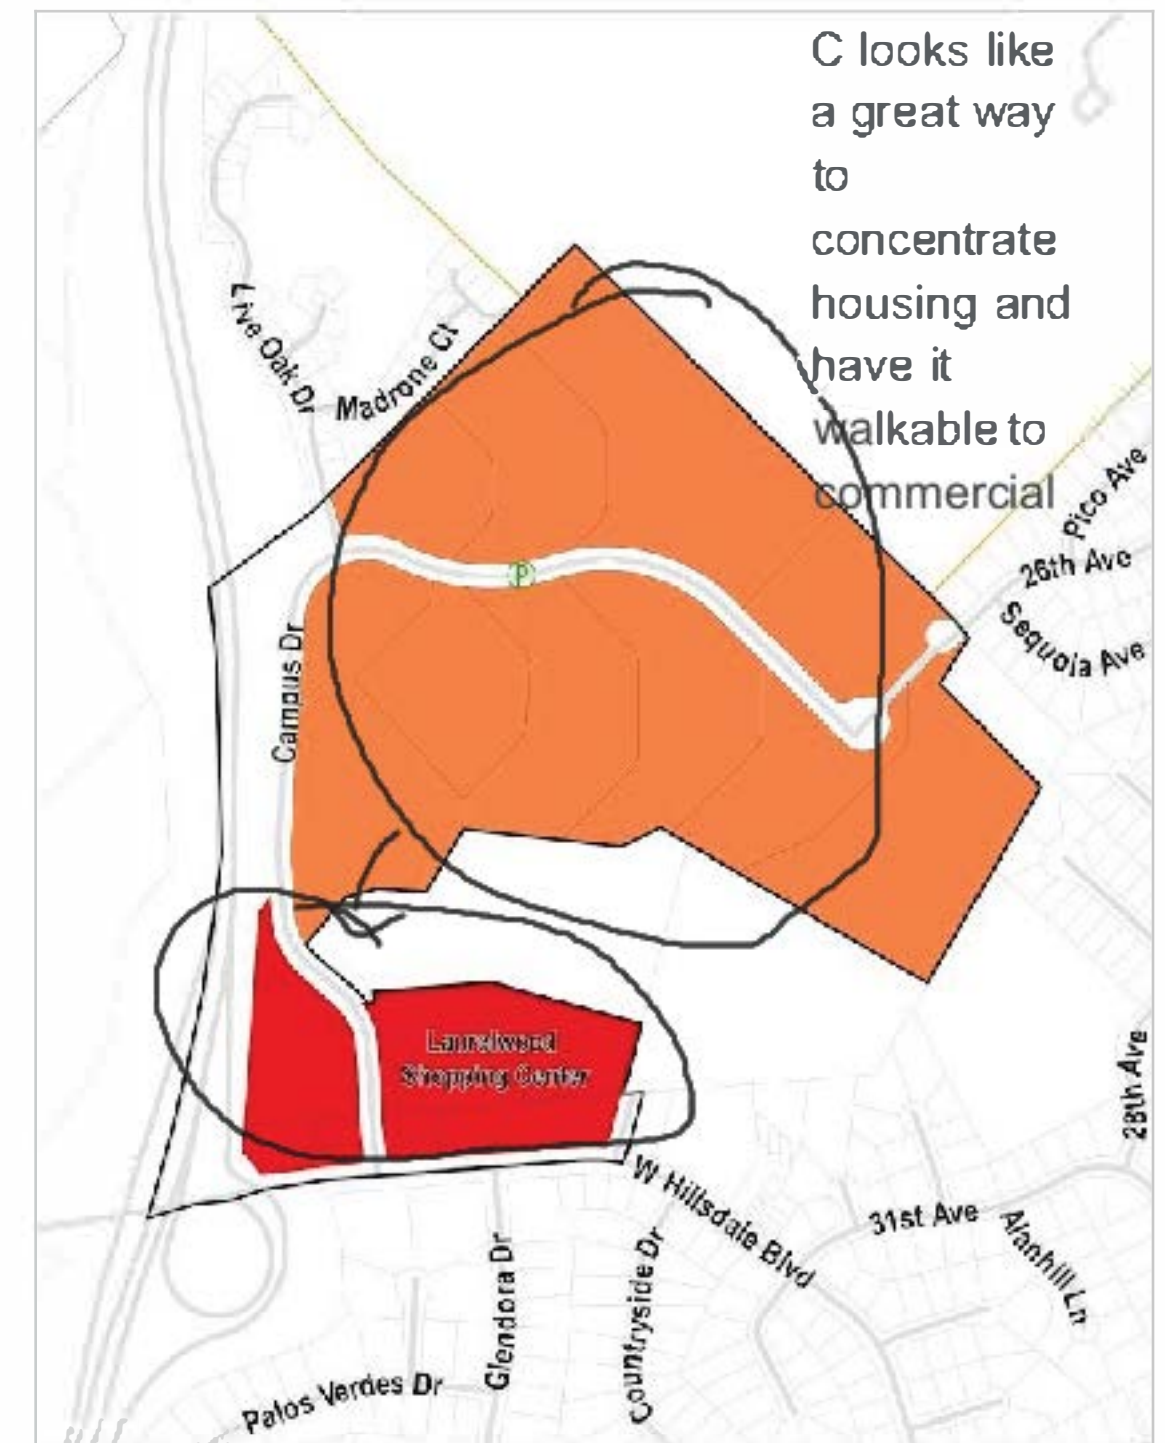 C looks like
a great way
to
concentrate
housing and
have it
walkable to
commercial
Live Oak Dr
Madrone Ct
Pico Ave
26th Ave
Sequoia Ave
P
Campus Dr
Laurelwood
Shopping Center
28th Ave
W Hillsdale Blvd
31st Ave
Alanhill Ln
Glendora Dr
Countryside Dr
Palos Verdes Dr